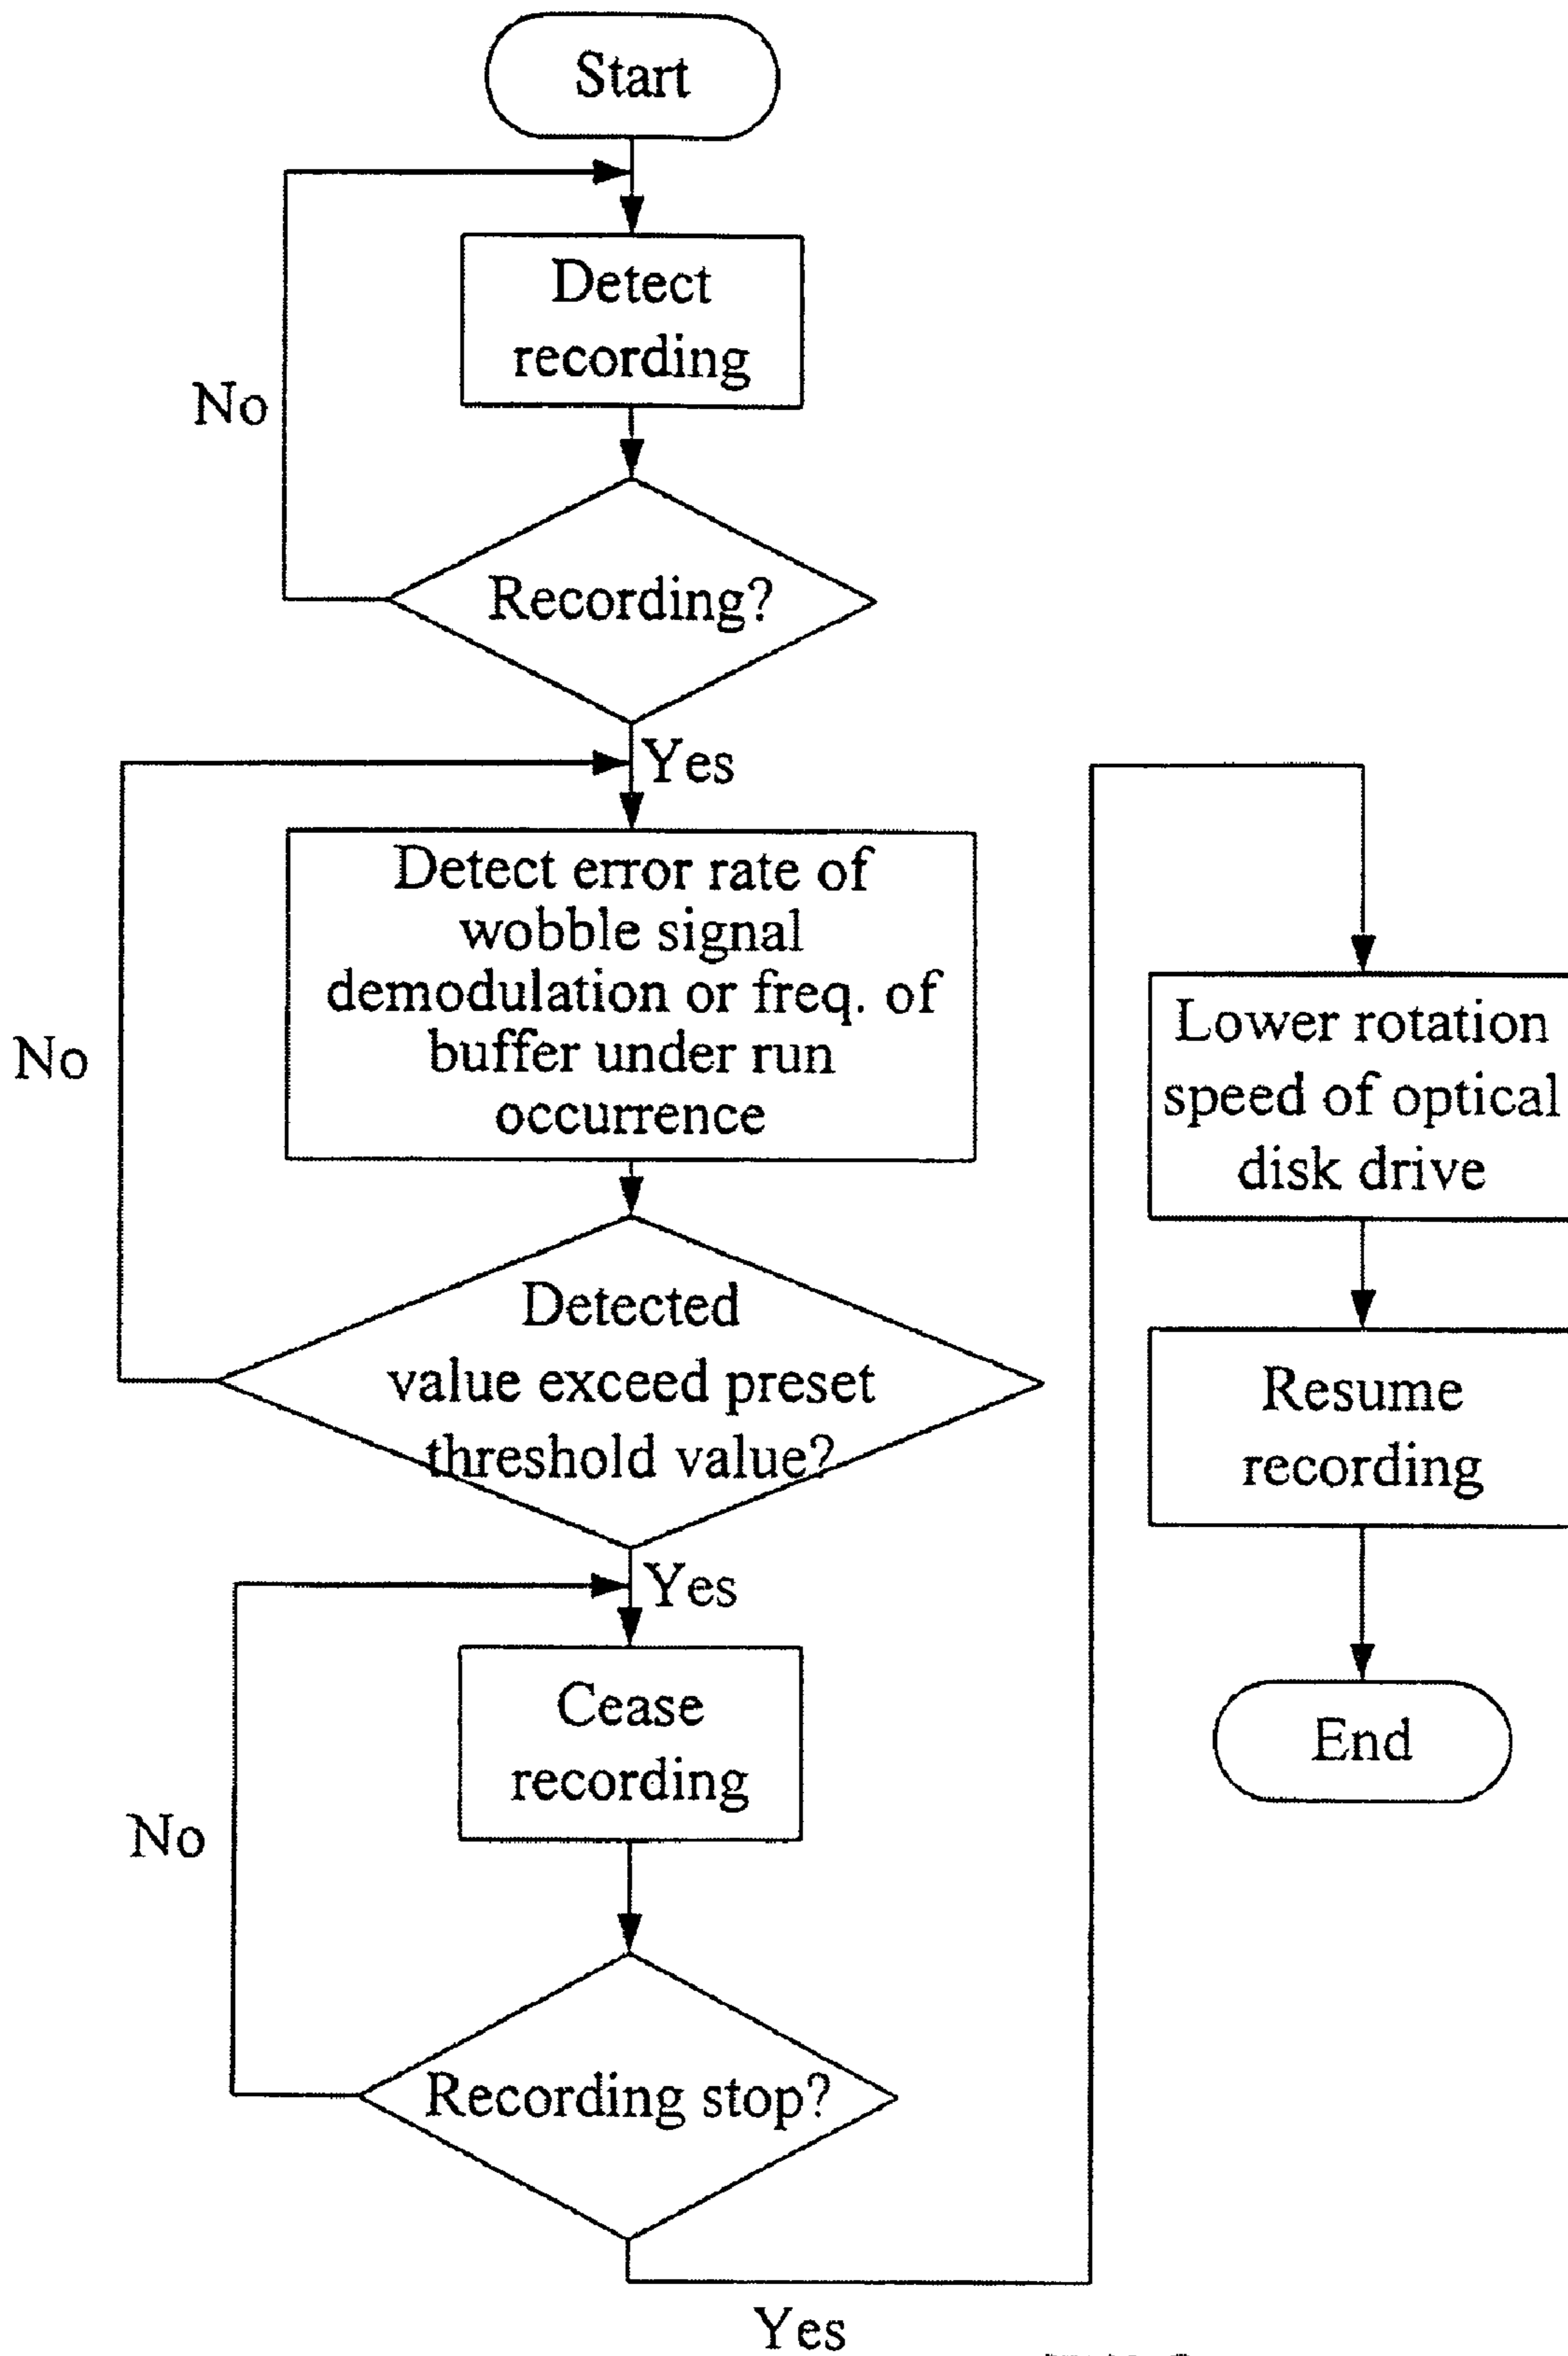 Start
Detect
recording
No
Recording?
Yes
Detect error rate of
wobble signal
demodulation or freq. of
buffer under run
occurrence
No
Detected
value exceed preset
threshold value?
Yes
Cease
recording
No
Recording stop?
Yes
Lower rotation
speed of optical
disk drive
Resume
recording
End